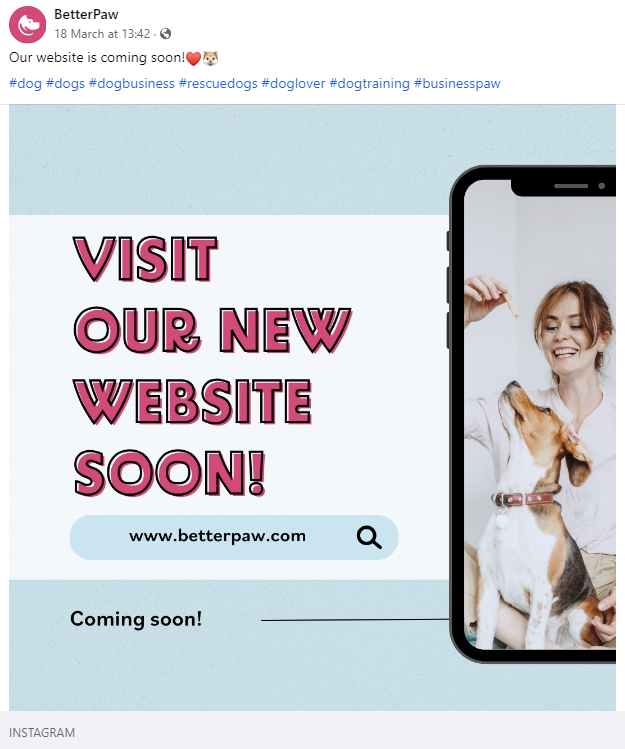 BetterPaw
18 March at 13:42 ·
Our website is coming soon!❤️🐶
#dog #dogs #dogbusiness #rescuedogs #doglover #dogtraining #businesspaw
VISIT
OUR NEW
WEBSITE
SOON!
www.betterpaw.com
Coming soon!
INSTAGRAM